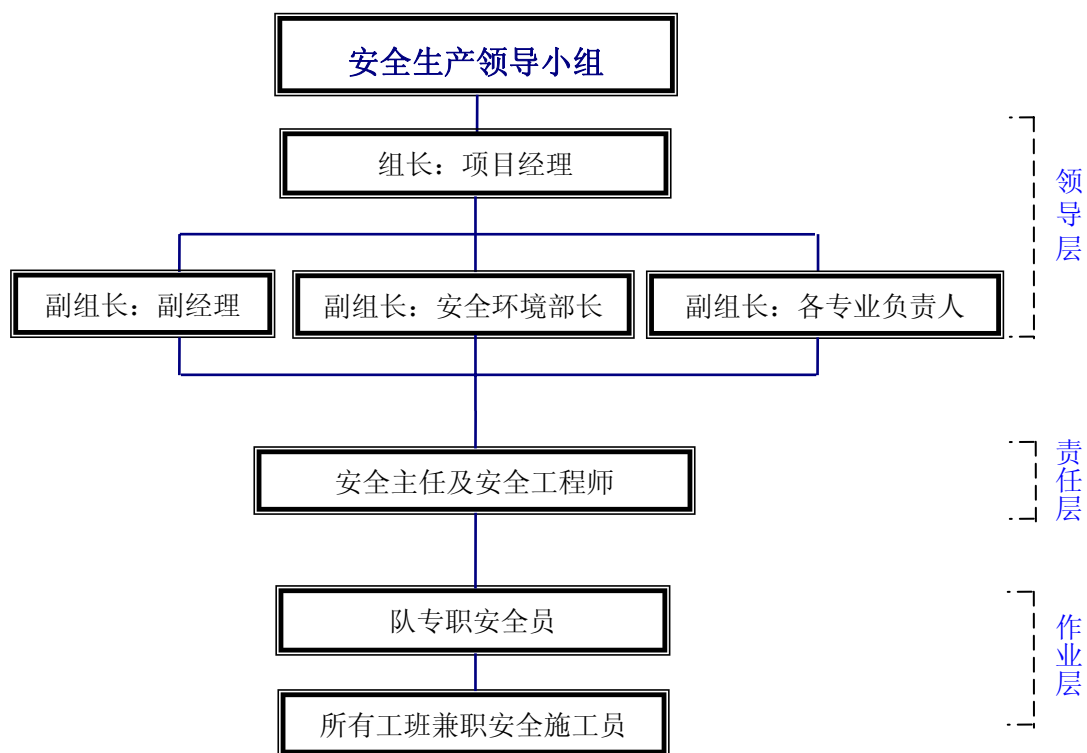 安全生产领导小组
组长：项目经理
领导层
副组长：副经理
副组长：安全环境部长
副组长：各专业负责人
安全主任及安全工程师
责任层
队专职安全员
作业层
所有工班兼职安全施工员